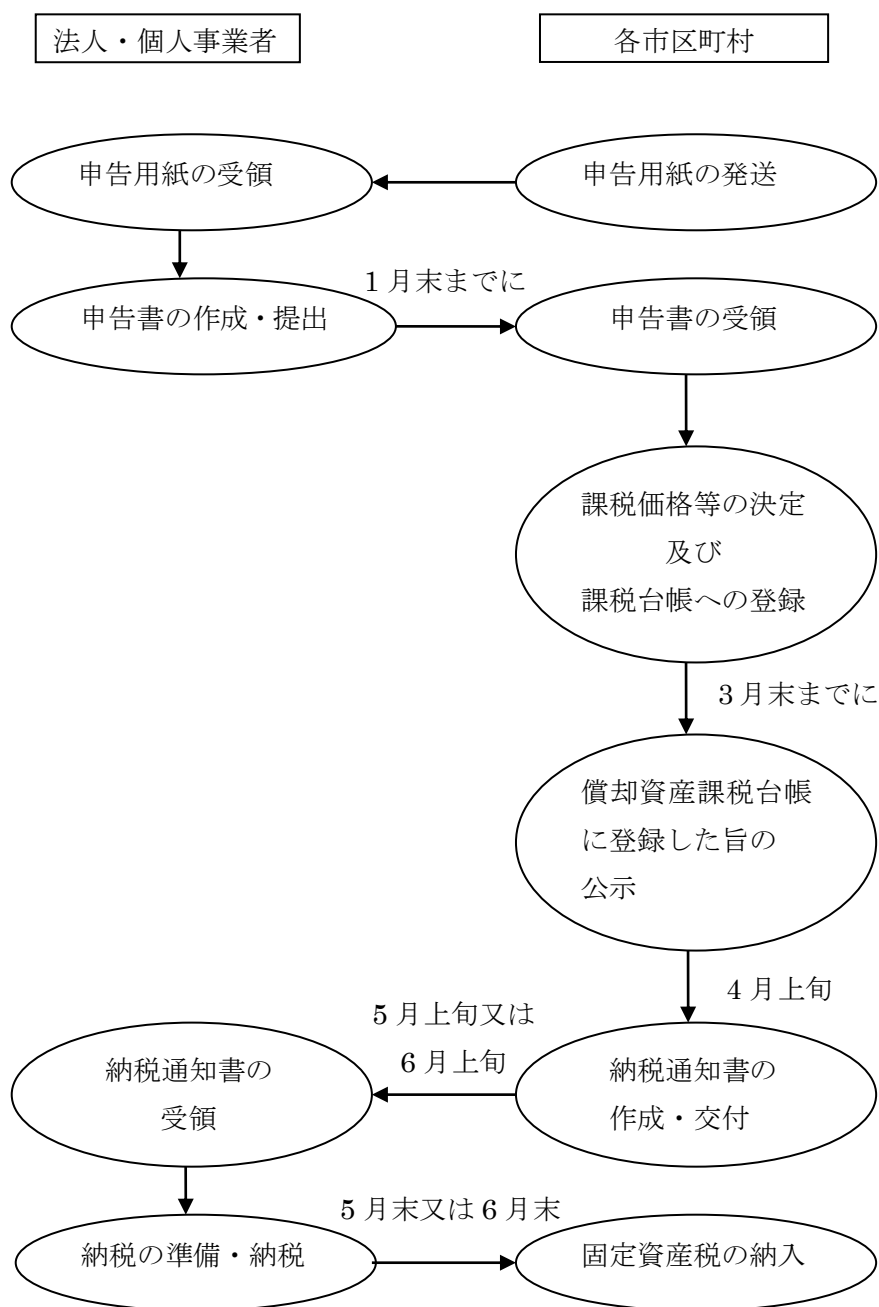 法人・個人事業者
各市区町村
申告用紙の受領
申告用紙の発送
申告書の作成・提出
1月末までに
申告書の受領
課税価格等の決定
及び
課税台帳への登録
3月末までに
償却資産課税台帳
に登録した旨の
公示
4月上旬
5月上旬又は
6月上旬
納税通知書の
受領
納税通知書の
作成・交付
納税の準備・納税
5月末又は6月末
固定資産税の納入